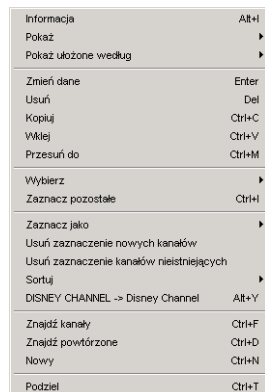 Informacja Alt+I
Pokaż
Pokaż ułożone według
Zmień dane Enter
Usuń Del
Kopiuj Ctrl+C
Wklej Ctrl+V
Przesuń do Ctrl+M
Wybierz
Zaznacz pozostałe Ctrl+I
Zaznacz jako
Usuń zaznaczenie nowych kanałów
Usuń zaznaczenie kanałów nieistniejących
Sortuj
DISNEY CHANNEL -> Disney Channel Alt+Y
Znajdź kanały Ctrl+F
Znajdź powtórzone Ctrl+D
Nowy Ctrl+N
Podziel Ctrl+T